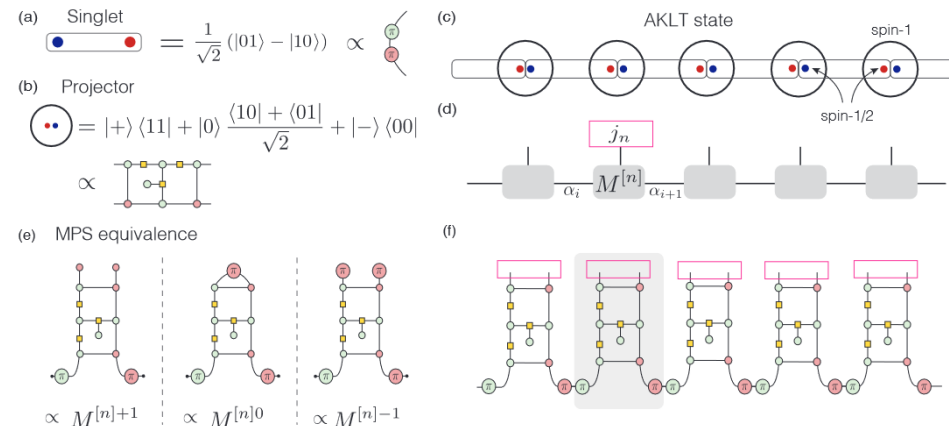 (a) Singlet
= 1/√2 (|01⟩ − |10⟩) ∝ π π
(b) Projector
= |+⟩ ⟨11| + |0⟩ (⟨10| + ⟨01|)/√2 + |−⟩ ⟨00|
∝
(c) AKLT state
spin-1
spin-1/2
(d)
j_n
α_i M^{[n]} α_{i+1}
(e) MPS equivalence
π π π
π π π π π π
∝ M^{[n]+1} ∝ M^{[n]0} ∝ M^{[n]−1}
(f)
π π π π π π π π π π